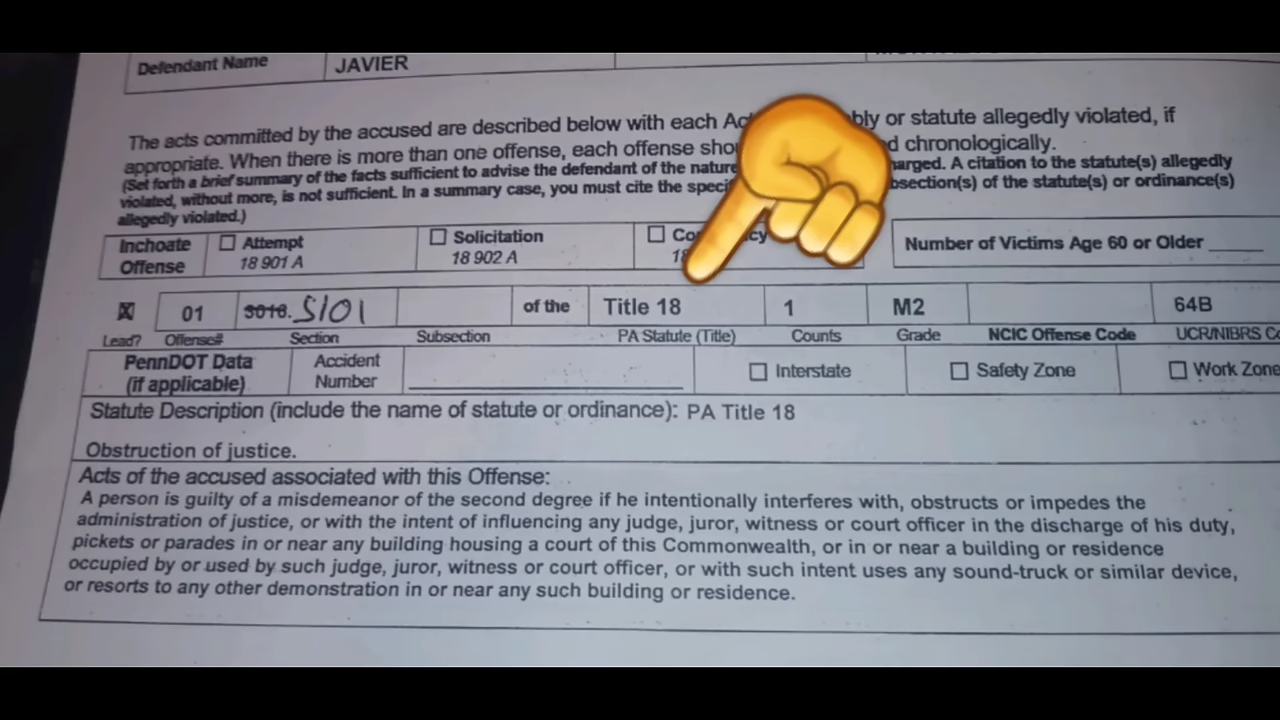 Defendant Name JAVIER
The acts committed by the accused are described below with each Ac bly or statute allegedly violated, if
appropriate. When there is more than one offense, each offense shou d chronologically.
(Set forth a brief summary of the facts sufficient to advise the defendant of the nature arged. A citation to the statute(s) allegedly
violated, without more, is not sufficient. In a summary case, you must cite the speci bsection(s) of the statute(s) or ordinance(s)
allegedly violated.)
Inchoate Offense ☐ Attempt 18 901 A ☐ Solicitation 18 902 A ☐ Co cy 18 Number of Victims Age 60 or Older ____
☒ 01 3018. 5101 of the Title 18 1 M2 64B
Lead? Offense# Section Subsection PA Statute (Title) Counts Grade NCIC Offense Code UCR/NIBRS C
PennDOT Data (if applicable) Accident Number ____ ☐ Interstate ☐ Safety Zone ☐ Work Zone
Statute Description (include the name of statute or ordinance): PA Title 18
Obstruction of justice.
Acts of the accused associated with this Offense:
A person is guilty of a misdemeanor of the second degree if he intentionally interferes with, obstructs or impedes the
administration of justice, or with the intent of influencing any judge, juror, witness or court officer in the discharge of his duty,
pickets or parades in or near any building housing a court of this Commonwealth, or in or near a building or residence
occupied by or used by such judge, juror, witness or court officer, or with such intent uses any sound-truck or similar device,
or resorts to any other demonstration in or near any such building or residence.